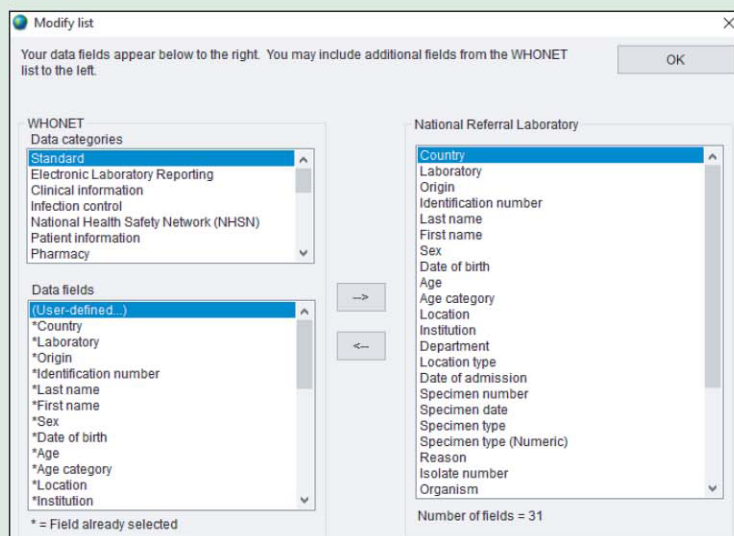 Modify list
Your data fields appear below to the right. You may include additional fields from the WHONET
list to the left.
OK
WHONET
Data categories
Standard
Electronic Laboratory Reporting
Clinical information
Infection control
National Health Safety Network (NHSN)
Patient information
Pharmacy
Data fields
(User-defined...)
*Country
*Laboratory
*Origin
*Identification number
*Last name
*First name
*Sex
*Date of birth
*Age
*Age category
*Location
*Institution
* = Field already selected
-->
<--
National Referral Laboratory
Country
Laboratory
Origin
Identification number
Last name
First name
Sex
Date of birth
Age
Age category
Location
Institution
Department
Location type
Date of admission
Specimen number
Specimen date
Specimen type
Specimen type (Numeric)
Reason
Isolate number
Organism
Number of fields = 31